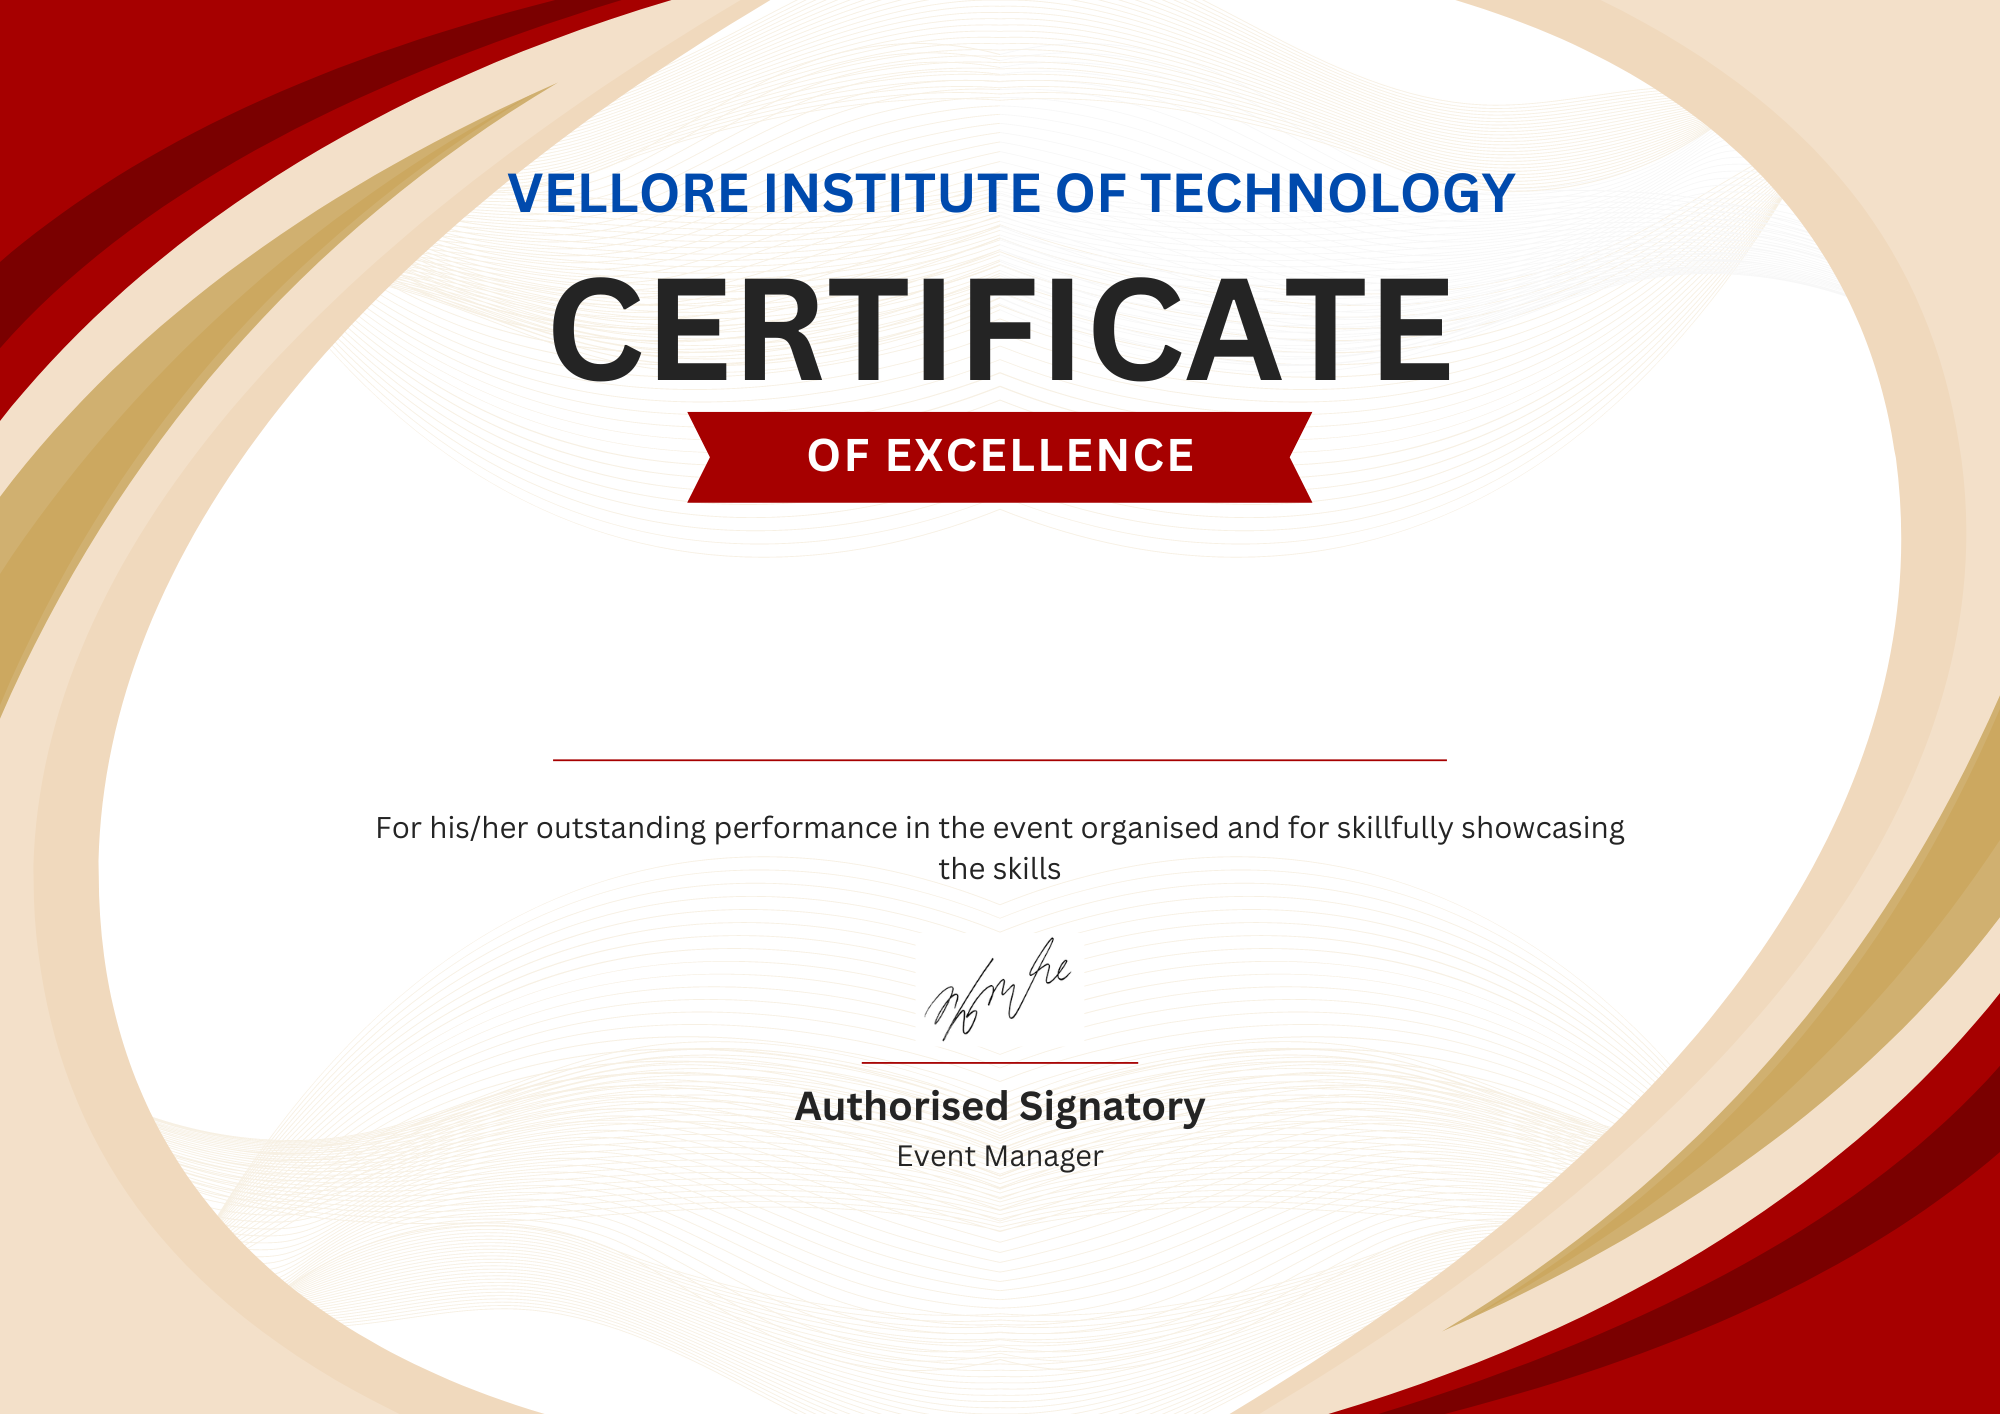 VELLORE INSTITUTE OF TECHNOLOGY
CERTIFICATE
OF EXCELLENCE
For his/her outstanding performance in the event organised and for skillfully showcasing
the skills
Authorised Signatory
Event Manager